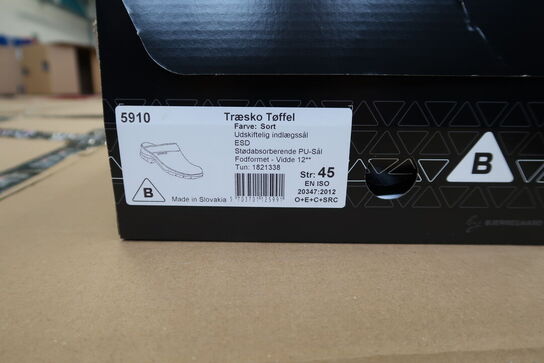 5910
Træsko Tøffel
Farve: Sort
Udskiftelig indlægssål
ESD
Stødabsorberende PU-Sål
Fodformet - Vidde 12**
Tun: 1821338
Str: 45
EN ISO
20347:2012
O+E+C+SRC
B
Made in Slovakia
B
BJERREGAARD